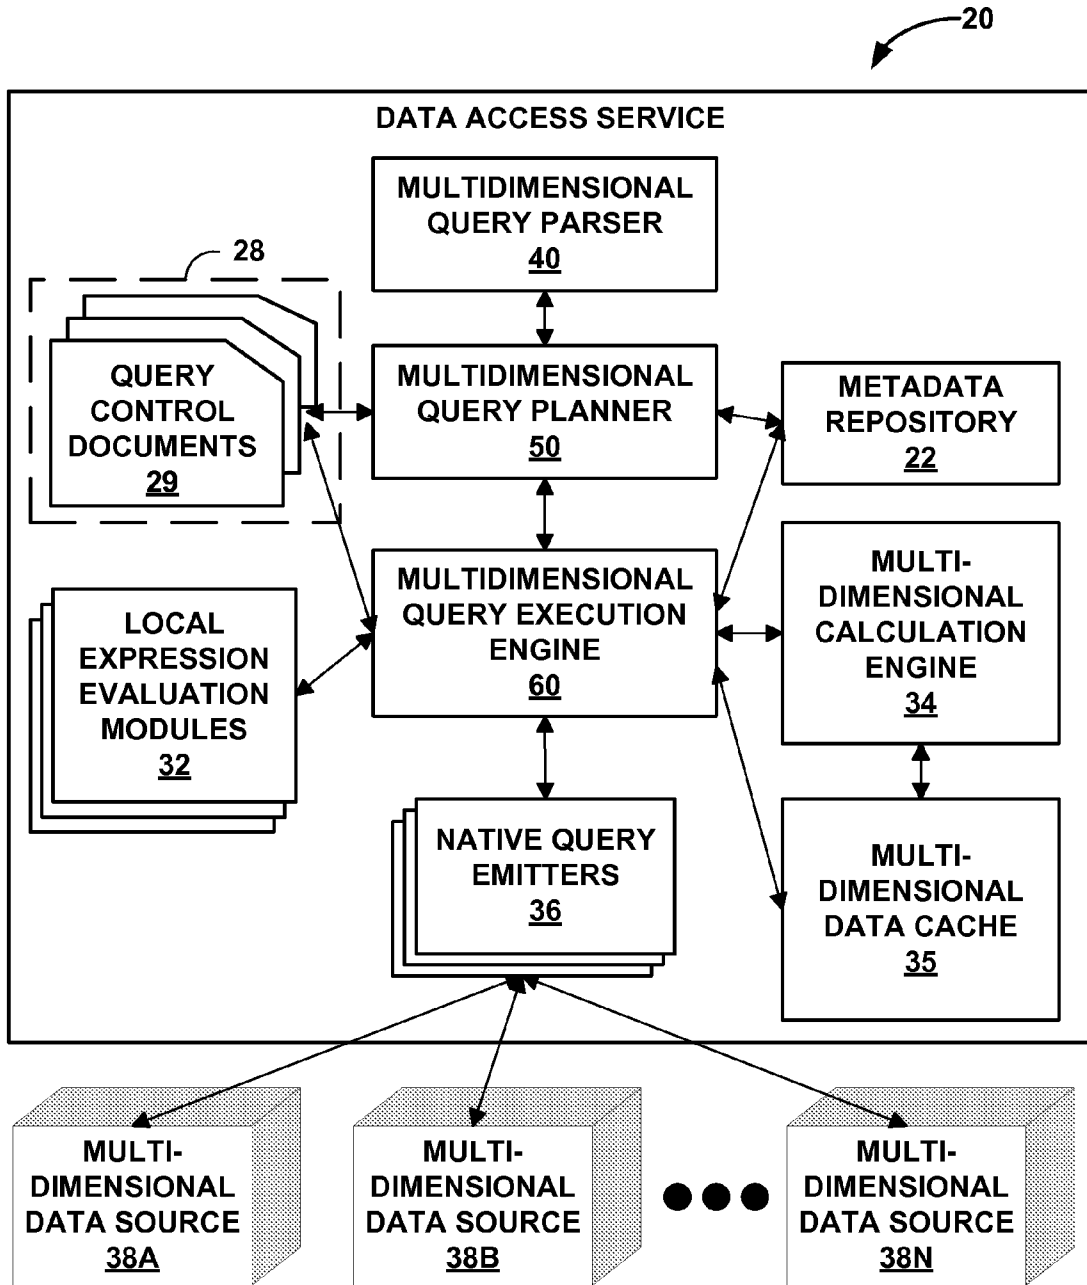 20
DATA ACCESS SERVICE
MULTIDIMENSIONAL
QUERY PARSER
40
28
QUERY
CONTROL
DOCUMENTS
29
MULTIDIMENSIONAL
QUERY PLANNER
50
METADATA
REPOSITORY
22
LOCAL
EXPRESSION
EVALUATION
MODULES
32
MULTIDIMENSIONAL
QUERY EXECUTION
ENGINE
60
MULTI-
DIMENSIONAL
CALCULATION
ENGINE
34
NATIVE QUERY
EMITTERS
36
MULTI-
DIMENSIONAL
DATA CACHE
35
MULTI-
DIMENSIONAL
DATA SOURCE
38A
MULTI-
DIMENSIONAL
DATA SOURCE
38B
MULTI-
DIMENSIONAL
DATA SOURCE
38N